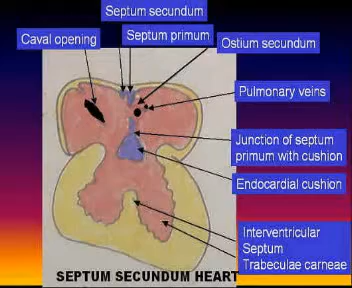 Septum secundum
Septum primum
Caval opening
Ostium secundum
Pulmonary veins
Junction of septum
primum with cushion
Endocardial cushion
Interventricular
Septum
Trabeculae carneae
SEPTUM SECUNDUM HEART